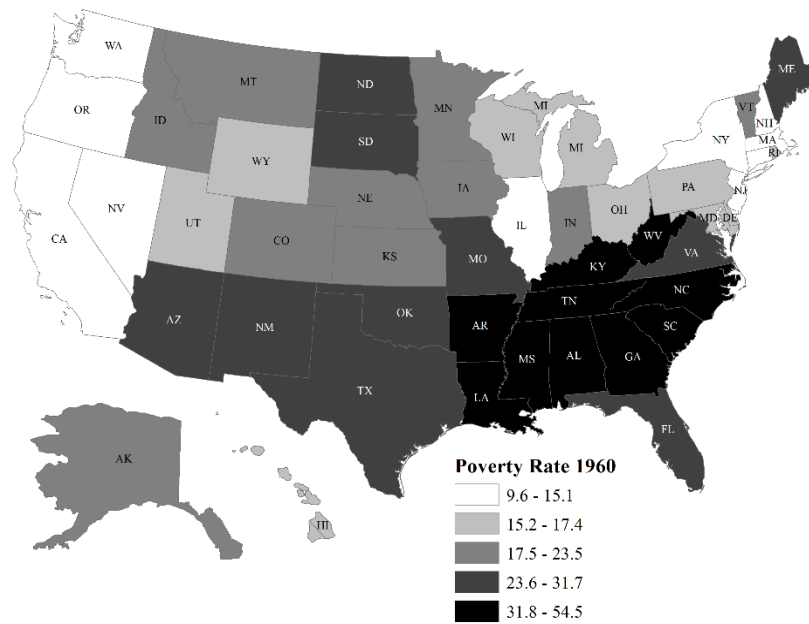 WA
ME
MT
ND
MI
VT
OR
MN
NH
ID
SD
WI
NY
MA
MI
RI
WY
IA
PA
NJ
NE
NV
UT
IL
IN
OH
MD
DE
CA
CO
KS
MO
WV
VA
KY
NC
OK
TN
AZ
NM
AR
SC
MS
AL
GA
TX
LA
FL
AK
HI
Poverty Rate 1960
9.6 - 15.1
15.2 - 17.4
17.5 - 23.5
23.6 - 31.7
31.8 - 54.5